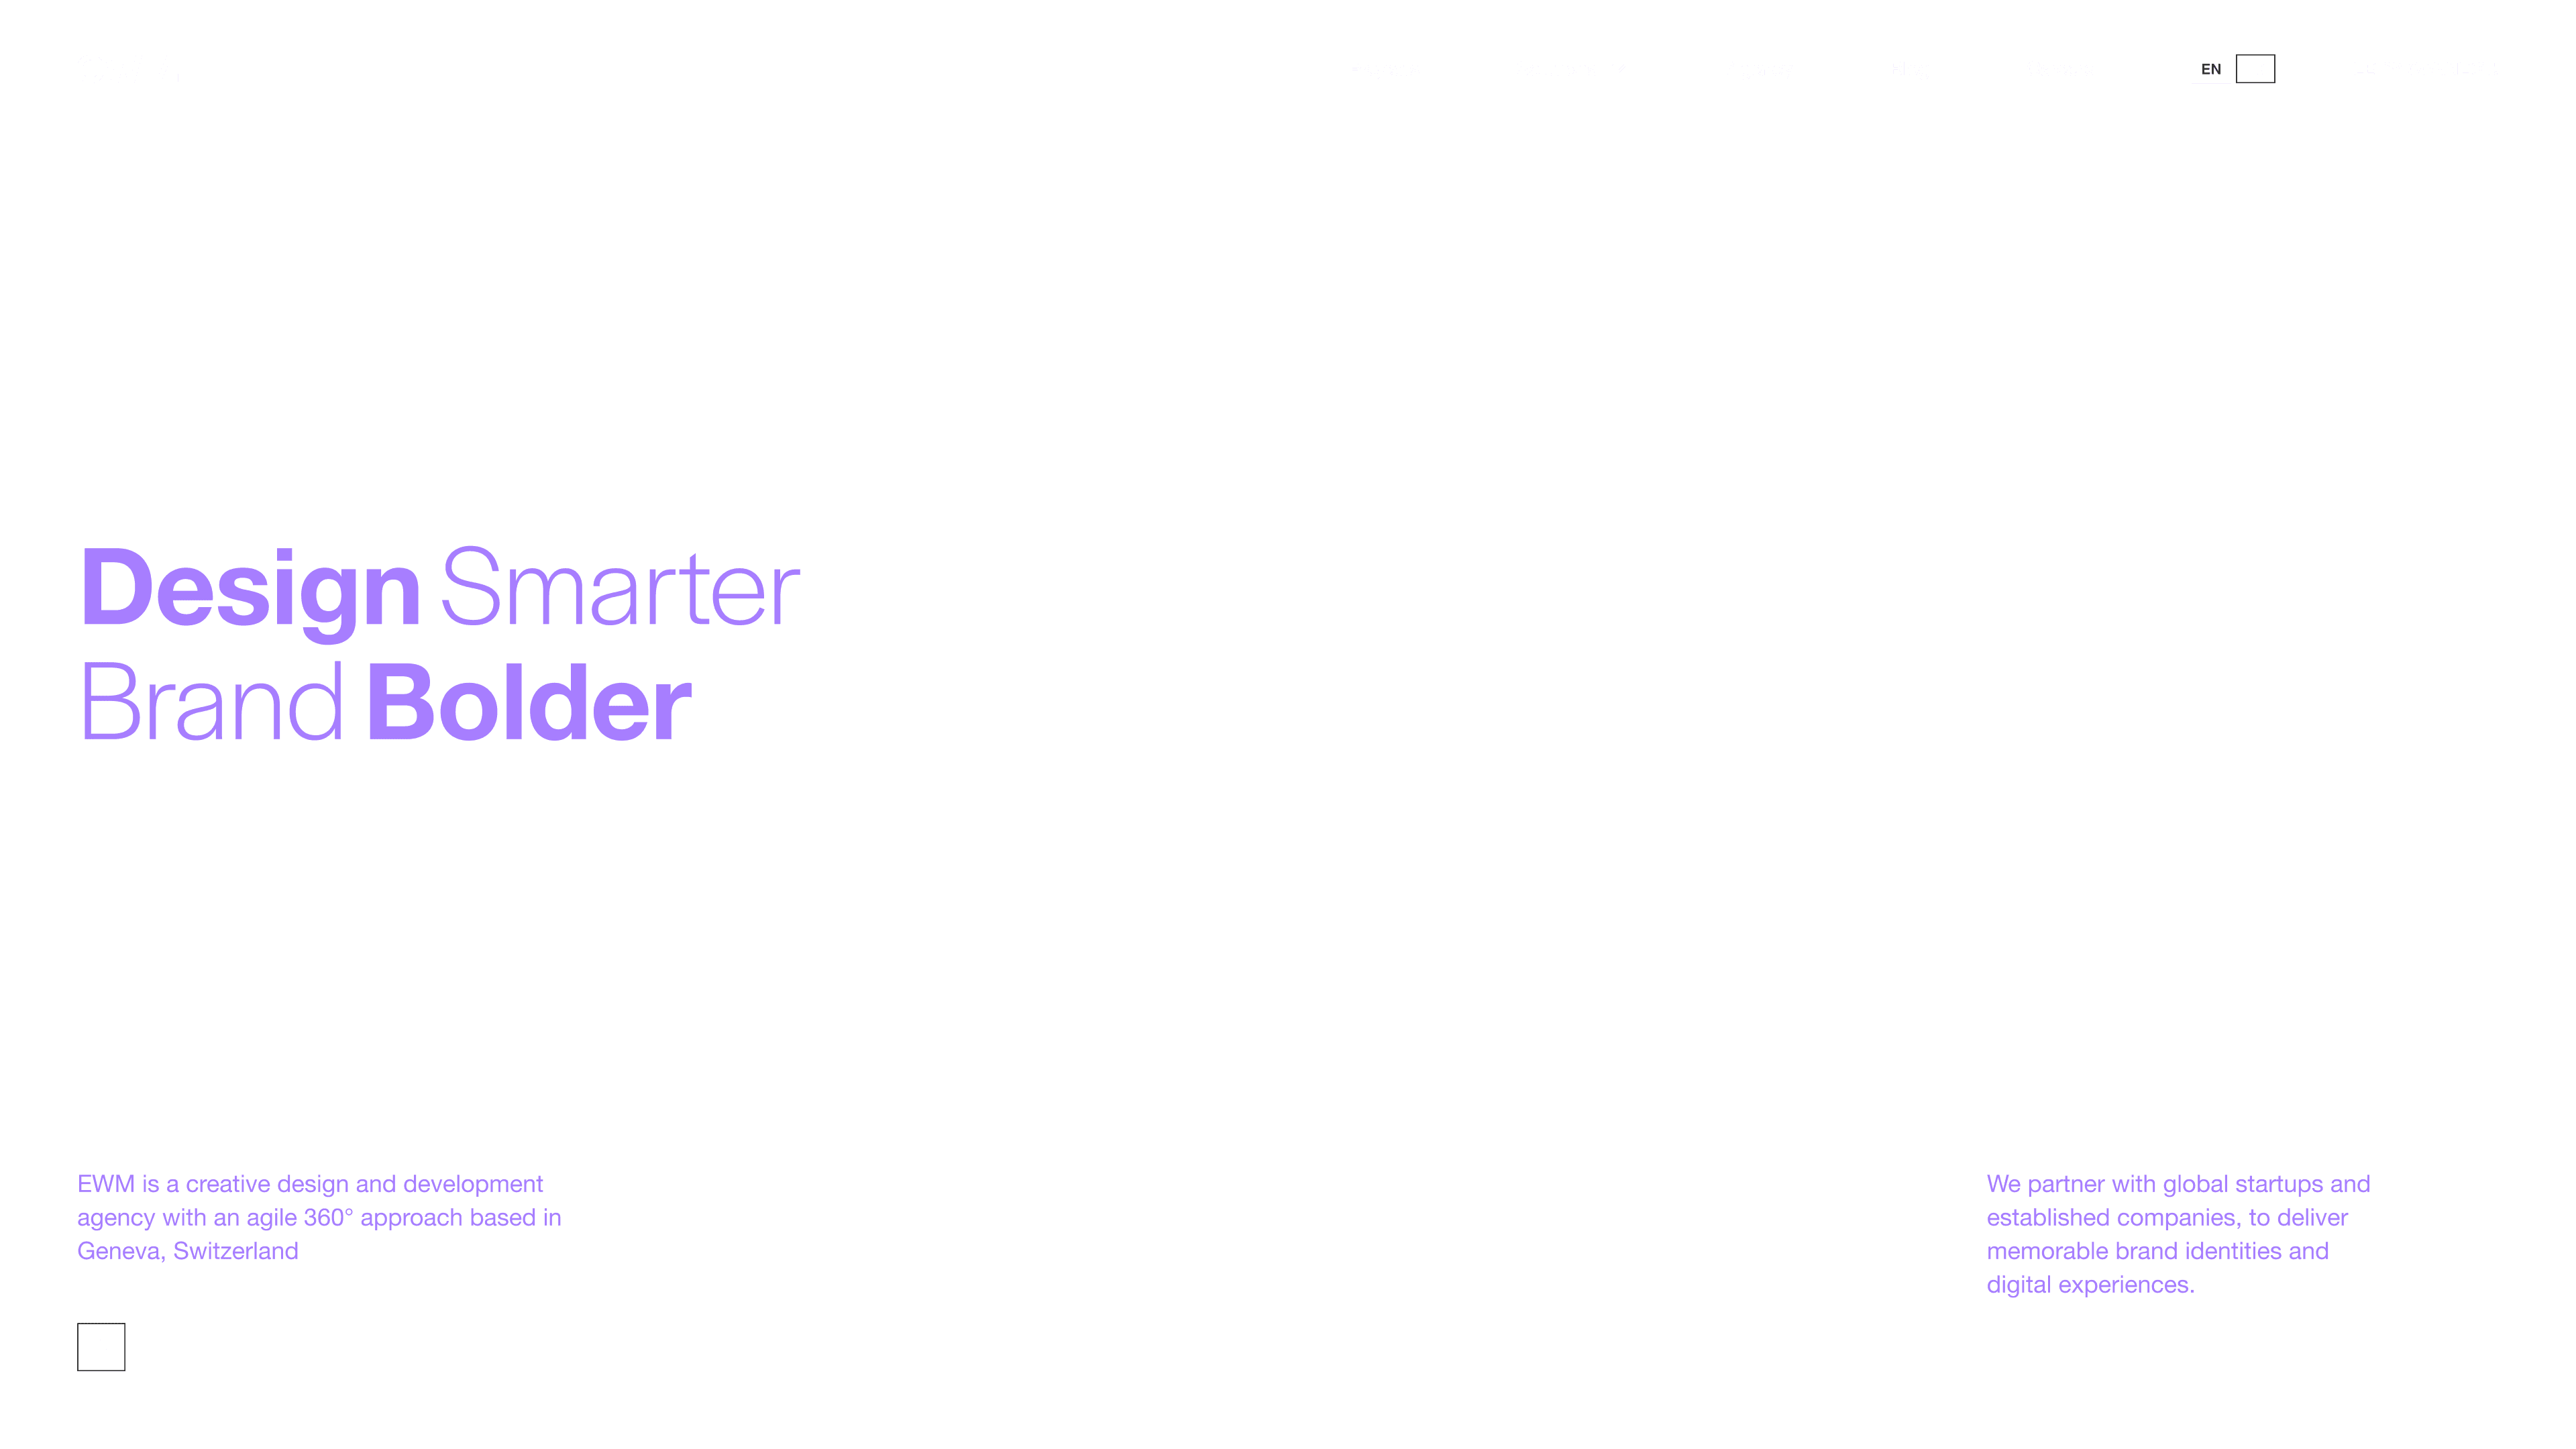 EN
Design Smarter
Brand Bolder
EWM is a creative design and development
agency with an agile 360° approach based in
Geneva, Switzerland
We partner with global startups and
established companies, to deliver
memorable brand identities and
digital experiences.